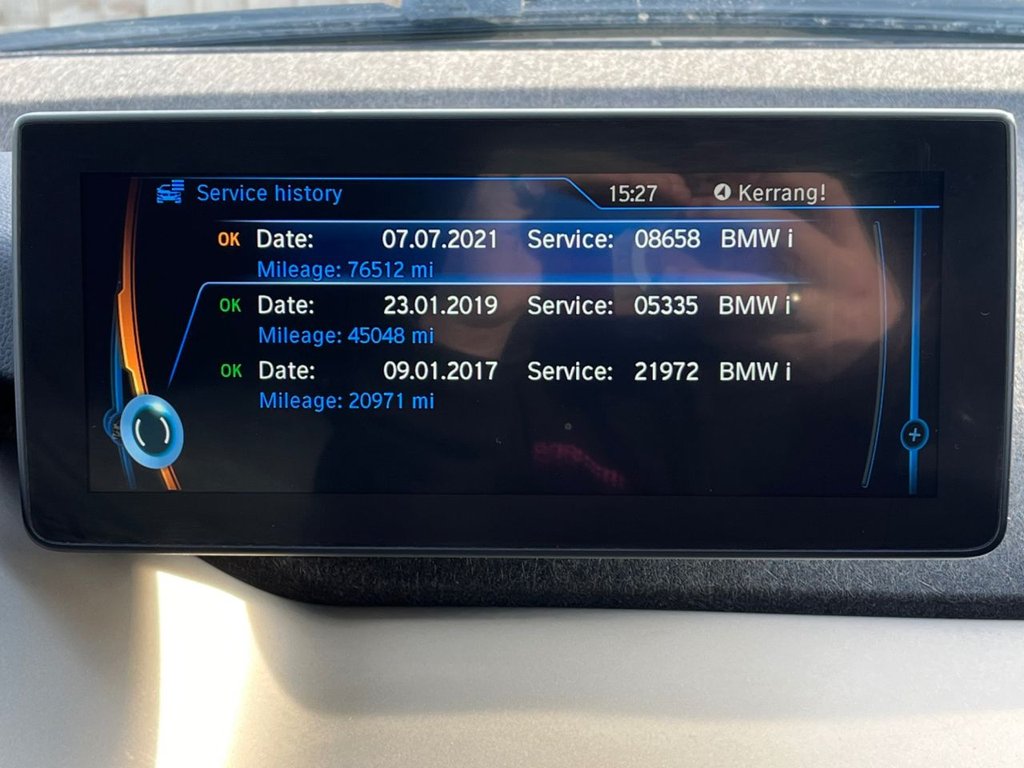 Service history 15:27 Kerrang!
OK Date: 07.07.2021 Service: 08658 BMW i
Mileage: 76512 mi
OK Date: 23.01.2019 Service: 05335 BMW i
Mileage: 45048 mi
OK Date: 09.01.2017 Service: 21972 BMW i
Mileage: 20971 mi